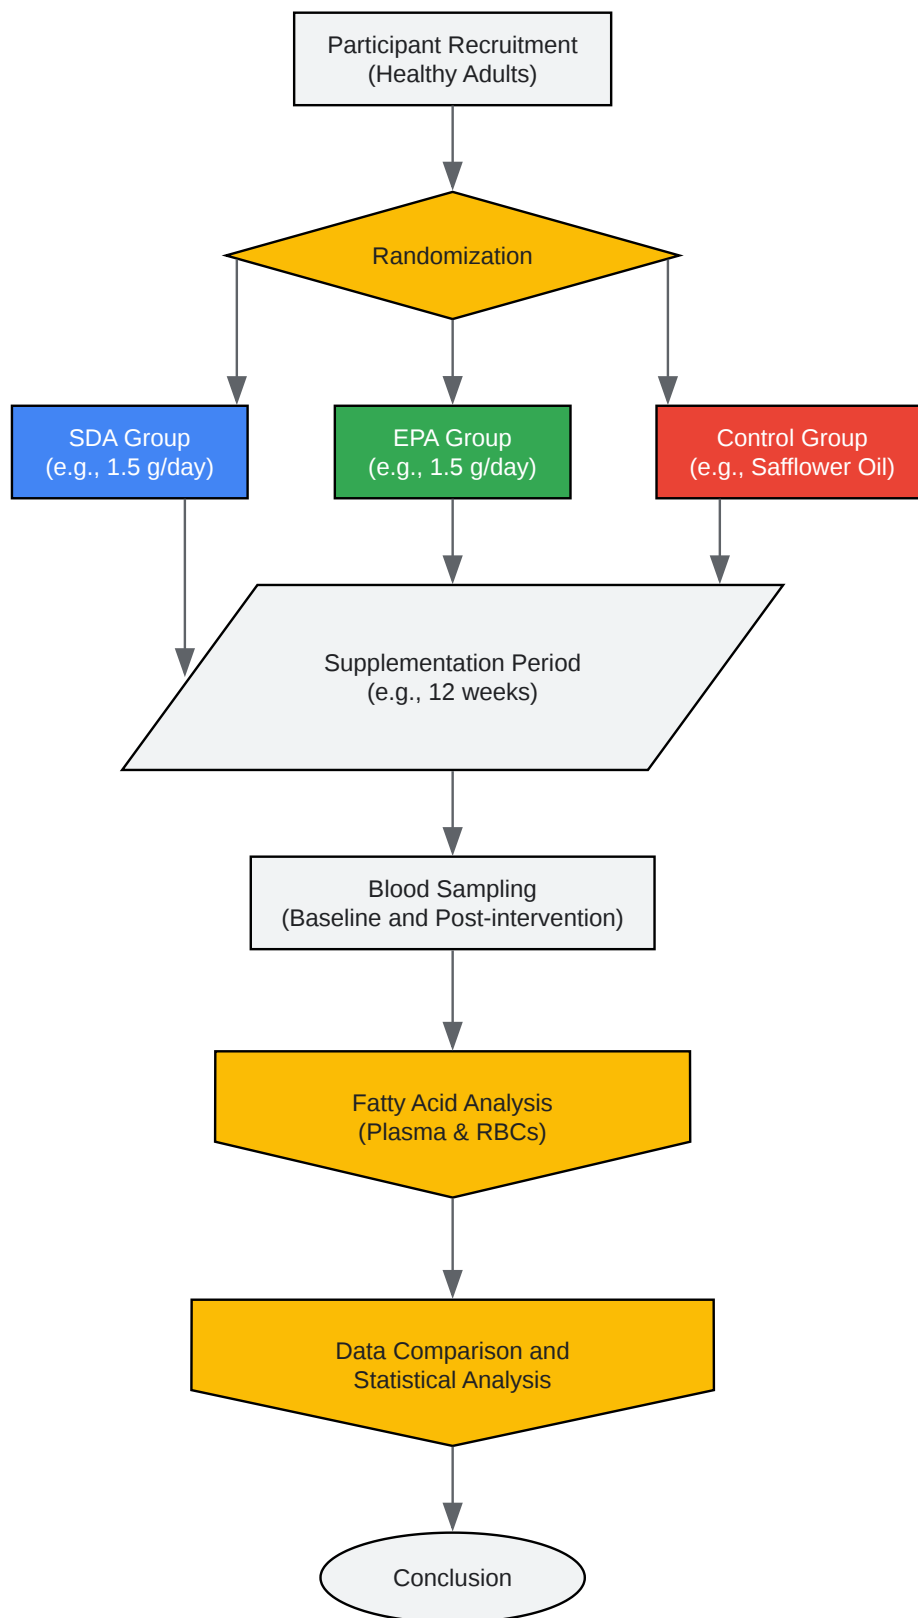 Participant Recruitment
(Healthy Adults)
Randomization
SDA Group
(e.g., 1.5 g/day)
EPA Group
(e.g., 1.5 g/day)
Control Group
(e.g., Safflower Oil)
Supplementation Period
(e.g., 12 weeks)
Blood Sampling
(Baseline and Post-intervention)
Fatty Acid Analysis
(Plasma & RBCs)
Data Comparison and
Statistical Analysis
Conclusion